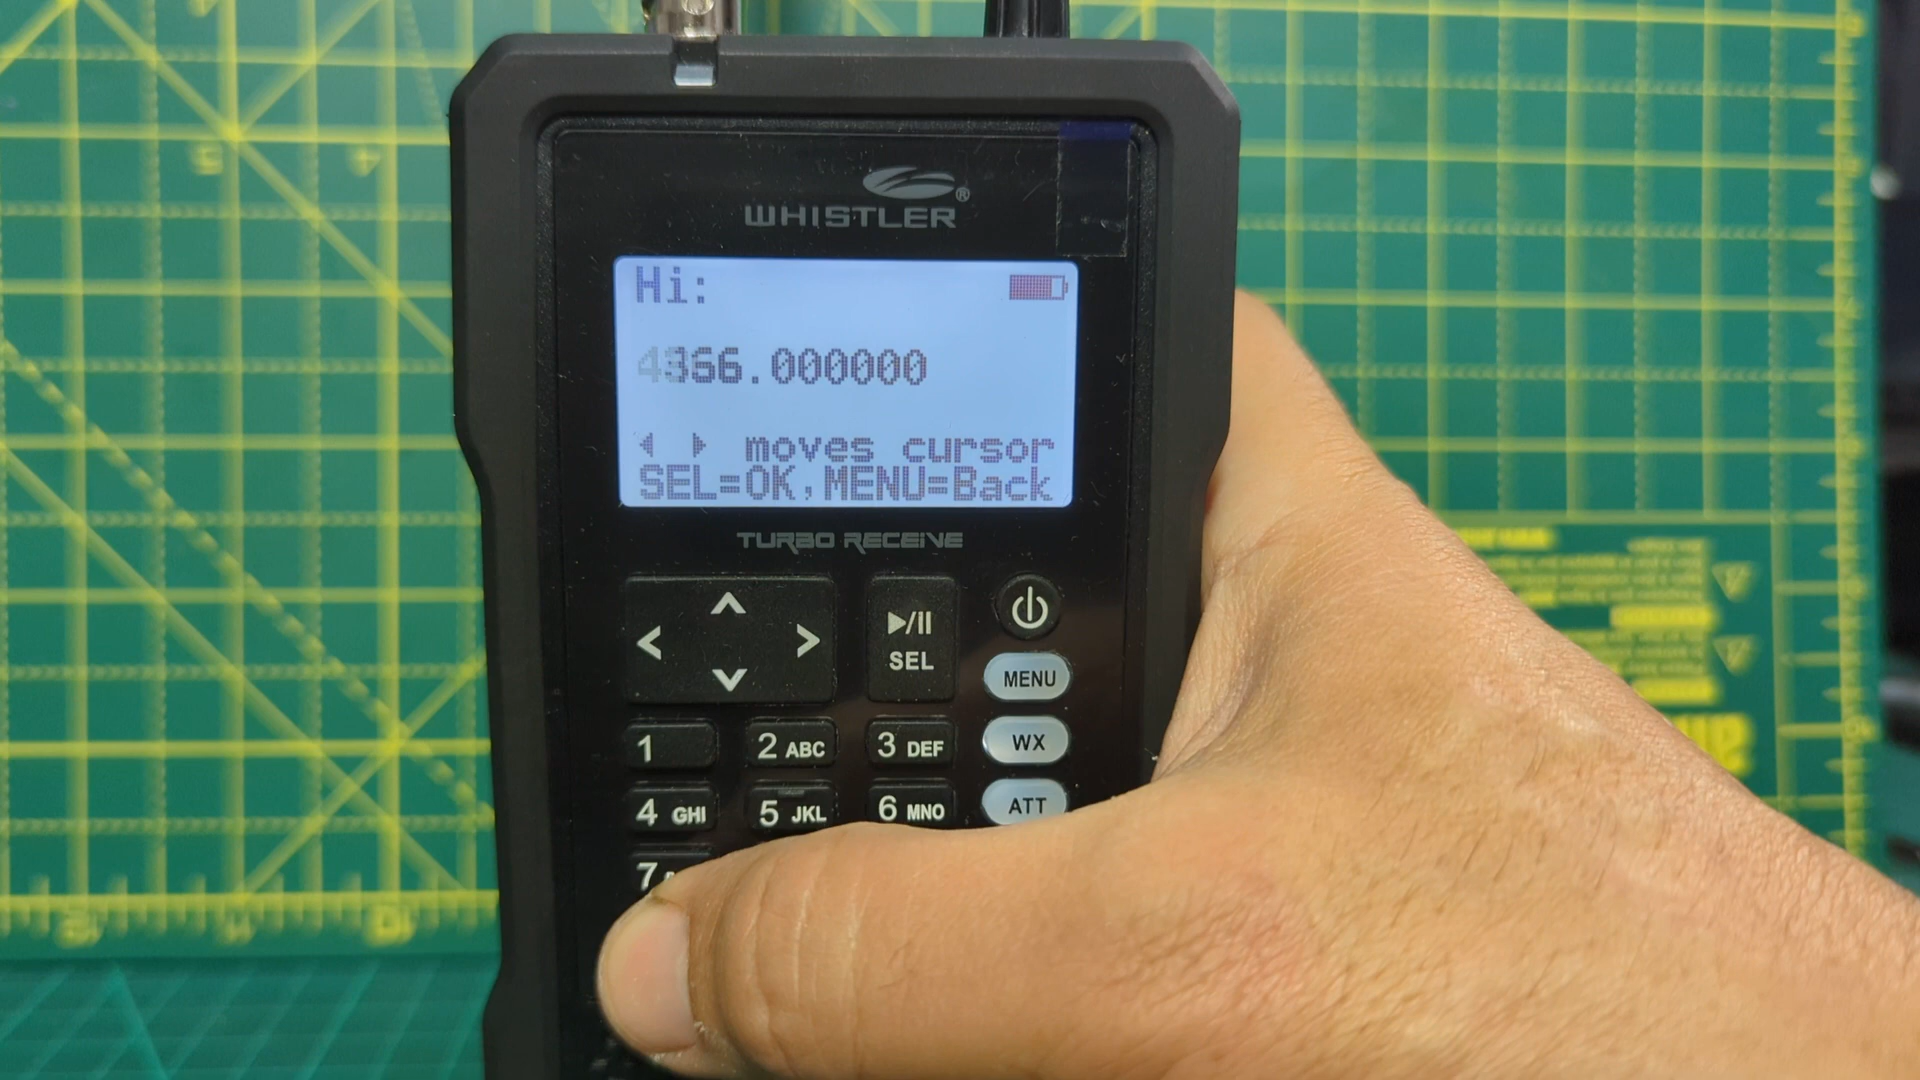 WHISTLER®
Hi:
.000000
moves cursor
SEL=OK,MENU=Back
TURBO RECEIVE
▶/II
SEL
MENU
1
2 ABC
3 DEF
WX
4 GHI
5 JKL
6 MNO
ATT
7